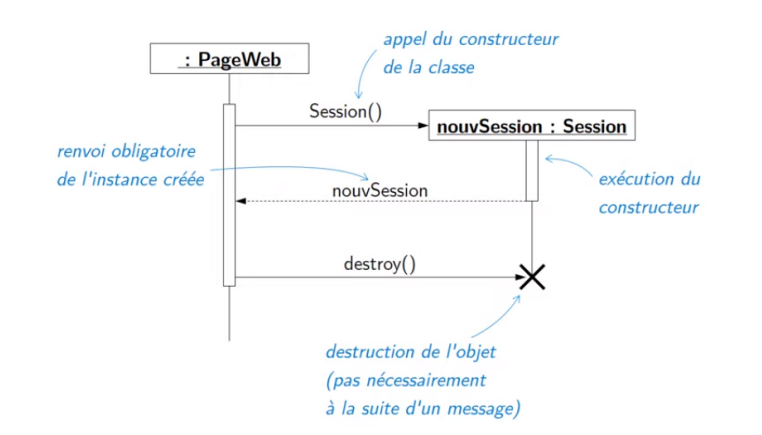 appel du constructeur
de la classe
: PageWeb
Session()
nouvSession : Session
renvoi obligatoire
de l'instance créée
nouvSession
exécution du
constructeur
destroy()
destruction de l'objet
(pas nécessairement
à la suite d'un message)